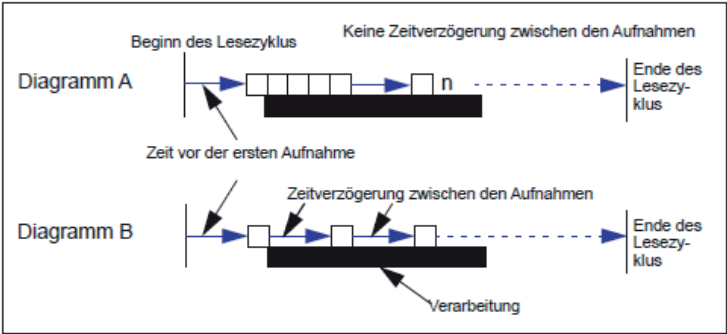 Beginn des Lesezyklus
Keine Zeitverzögerung zwischen den Aufnahmen
Diagramm A
n
Ende des
Lesezy-
klus
Zeit vor der ersten Aufnahme
Zeitverzögerung zwischen den Aufnahmen
Diagramm B
Ende des
Lesezy-
klus
Verarbeitung